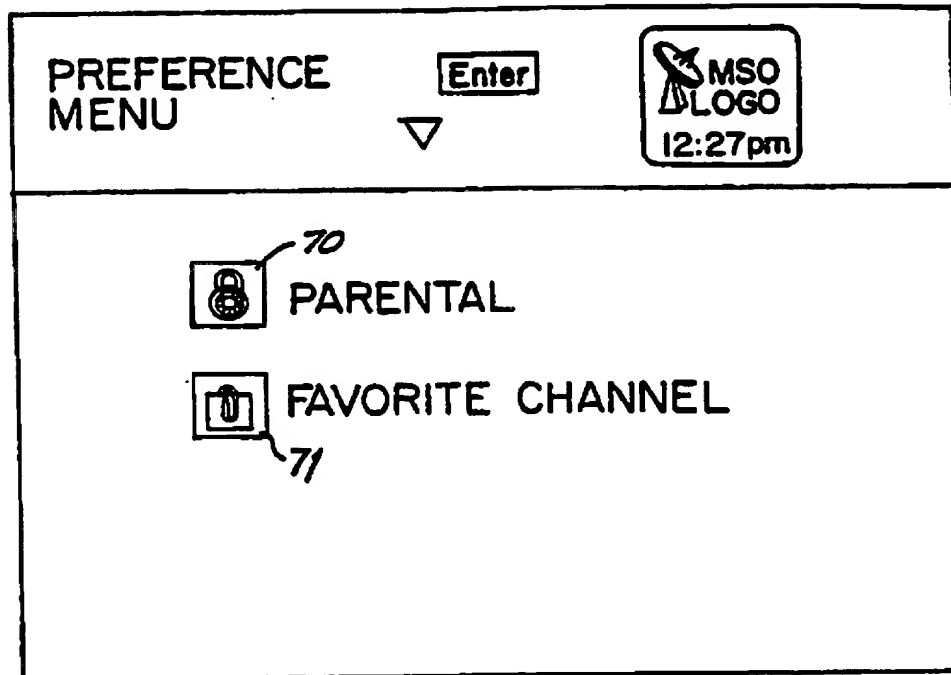 PREFERENCE
MENU
Enter
MSO
LOGO
12:27pm
70
PARENTAL
FAVORITE CHANNEL
71